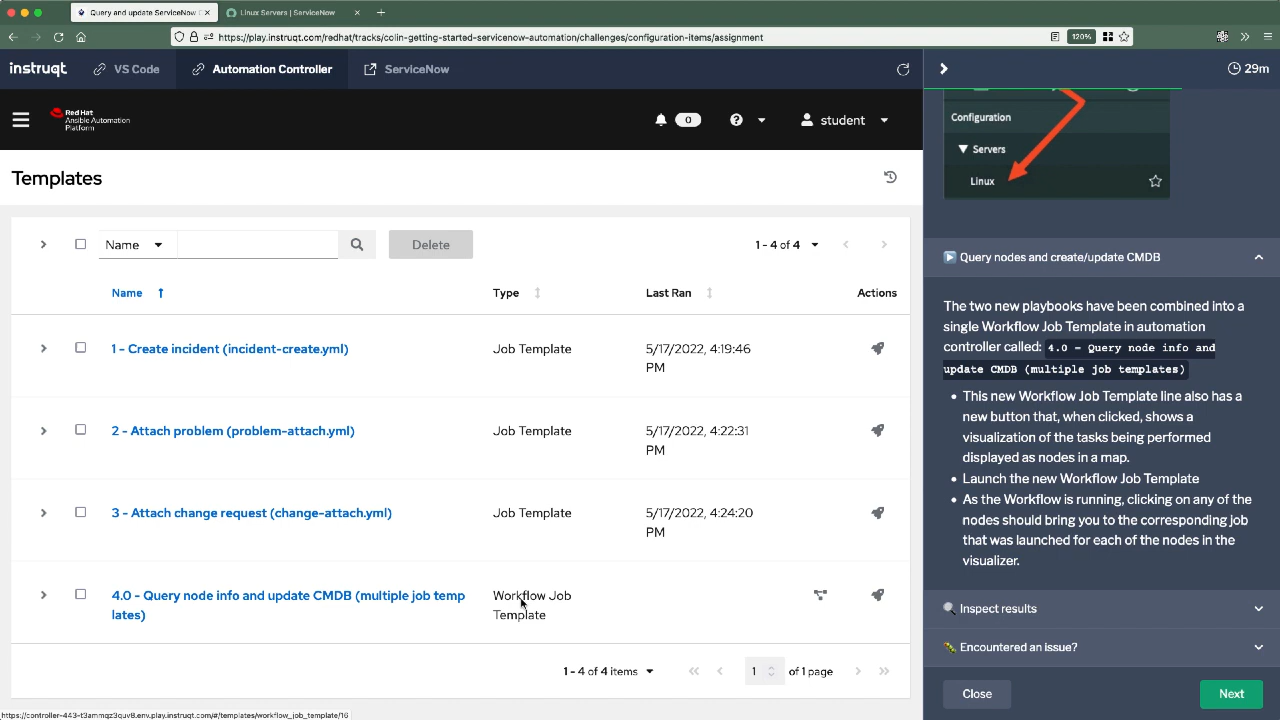 Query and update ServiceNow C
Linux Servers | ServiceNow
https://play.instruqt.com/redhat/tracks/colin-getting-started-servicenow-automation/challenges/configuration-items/assignment
120%
instruqt
VS Code
Automation Controller
ServiceNow
29m
Red Hat
Ansible Automation
Platform
0
student
Templates
Name
Delete
1 - 4 of 4
Name
Type
Last Ran
Actions
1 - Create incident (incident-create.yml)
Job Template
5/17/2022, 4:19:46
PM
2 - Attach problem (problem-attach.yml)
Job Template
5/17/2022, 4:22:31
PM
3 - Attach change request (change-attach.yml)
Job Template
5/17/2022, 4:24:20
PM
4.0 - Query node info and update CMDB (multiple job temp
lates)
Workflow Job
Template
1 - 4 of 4 items
1
of 1 page
Configuration
Servers
Linux
Query nodes and create/update CMDB
The two new playbooks have been combined into a
single Workflow Job Template in automation
controller called: 4.0 - Query node info and
update CMDB (multiple job templates)
• This new Workflow Job Template line also has a
new button that, when clicked, shows a
visualization of the tasks being performed
displayed as nodes in a map.
• Launch the new Workflow Job Template
• As the Workflow is running, clicking on any of the
nodes should bring you to the corresponding job
that was launched for each of the nodes in the
visualizer.
Inspect results
Encountered an issue?
Close
Next